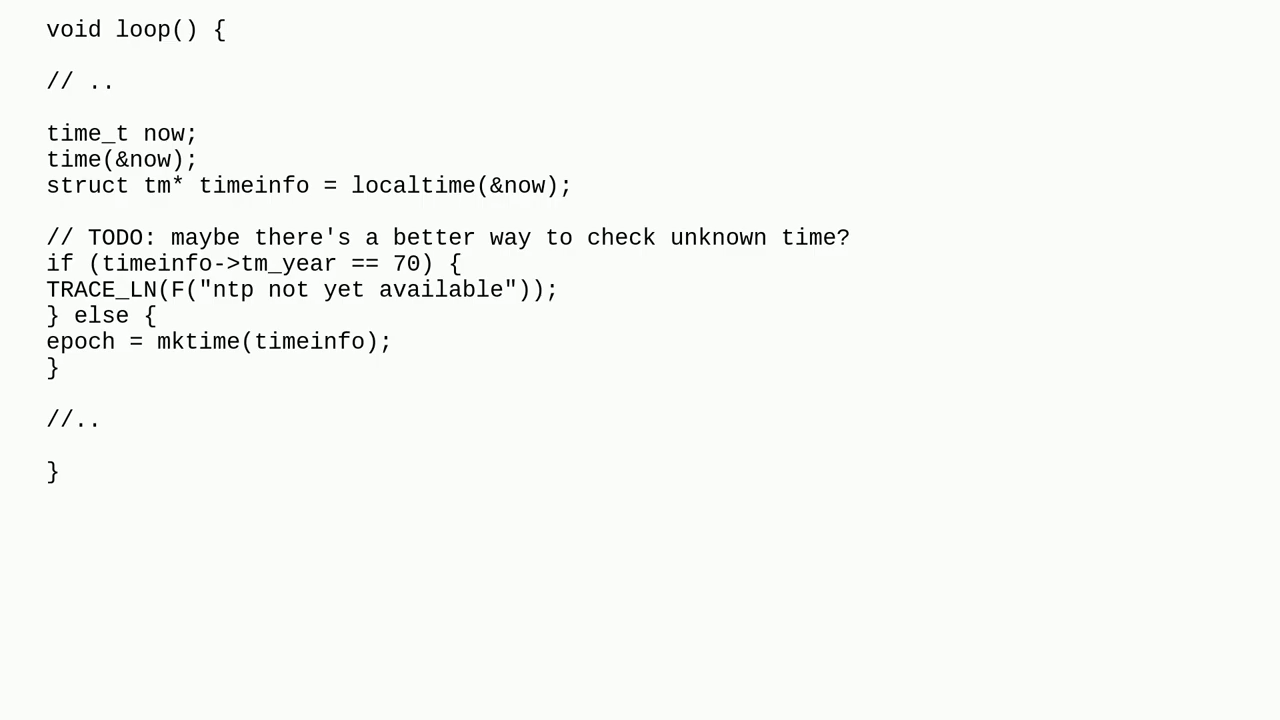 void loop() {
// ..
time_t now;
time(&now);
struct tm* timeinfo = localtime(&now);
// TODO: maybe there's a better way to check unknown time?
if (timeinfo->tm_year == 70) {
TRACE_LN(F("ntp not yet available"));
} else {
epoch = mktime(timeinfo);
}
//..
}